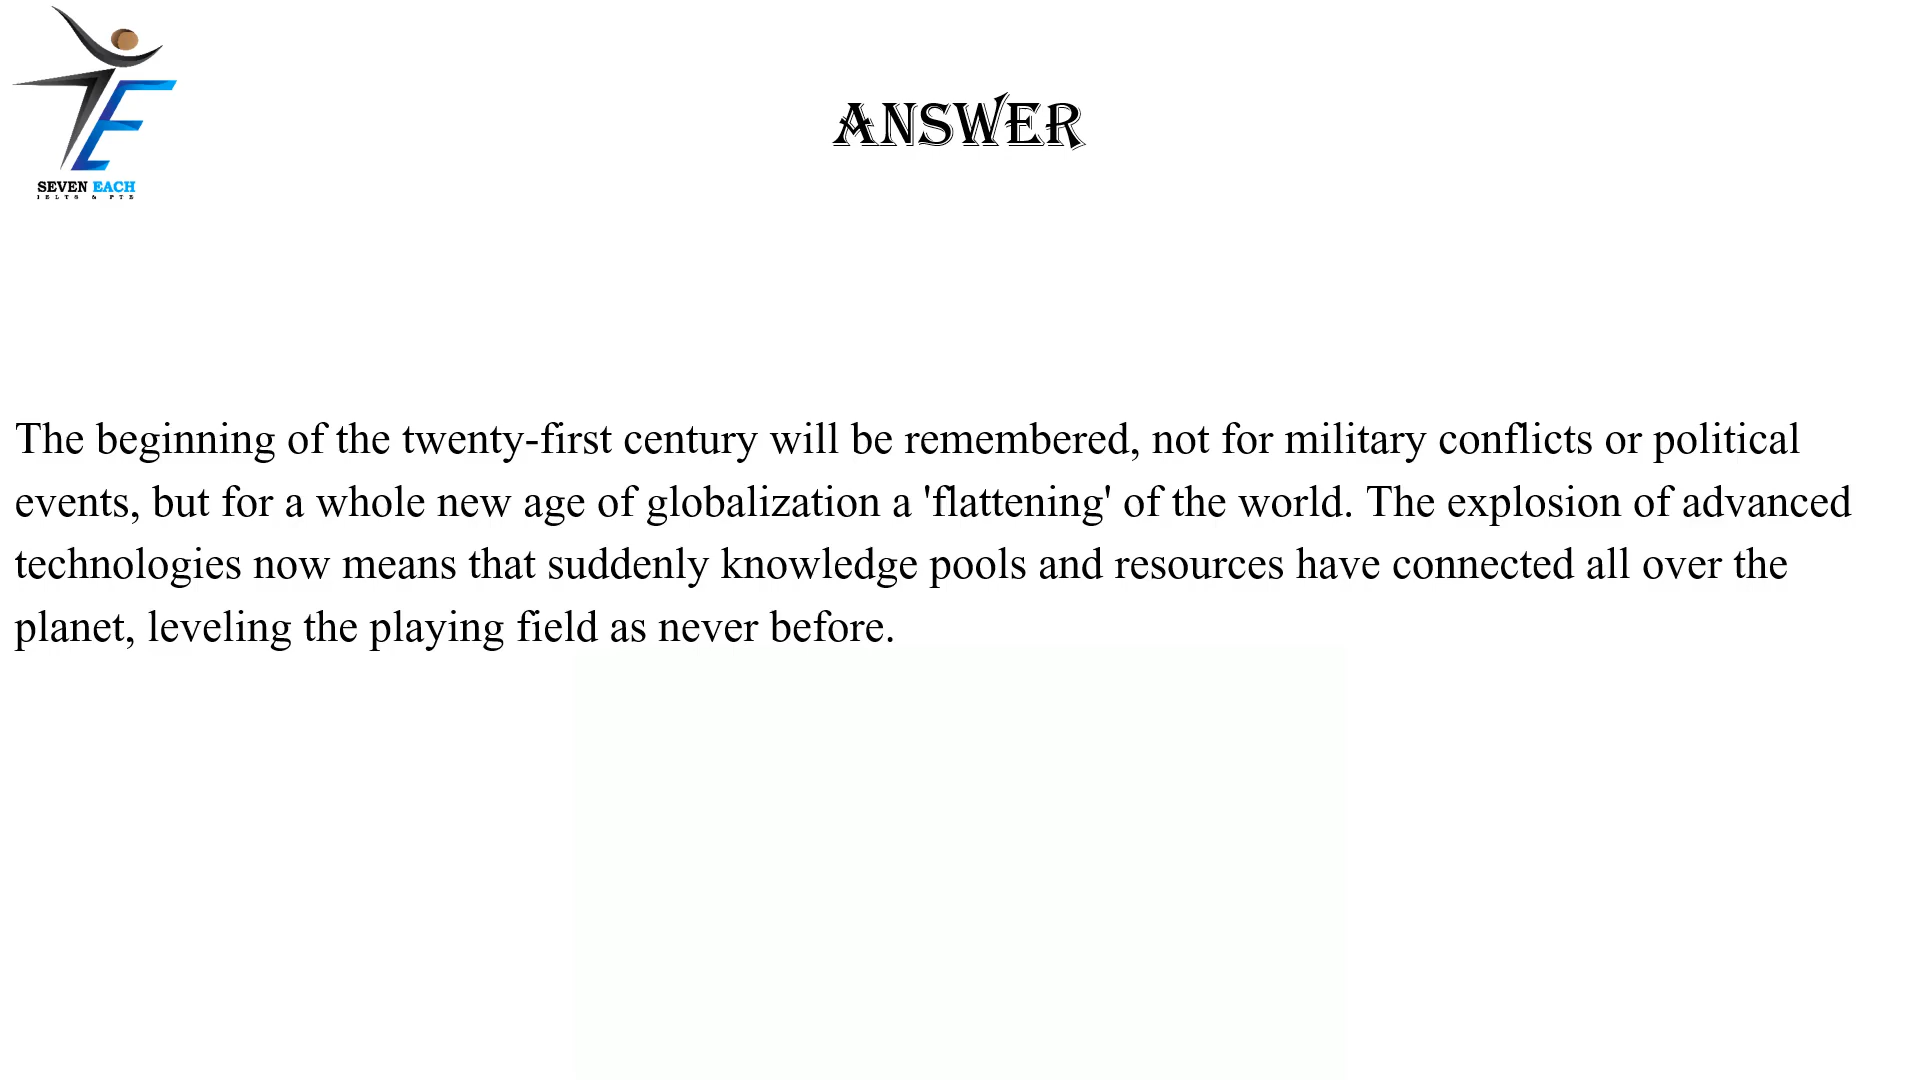 SEVEN EACH
IELTS & PTE
ANSWER
The beginning of the twenty-first century will be remembered, not for military conflicts or political
events, but for a whole new age of globalization a 'flattening' of the world. The explosion of advanced
technologies now means that suddenly knowledge pools and resources have connected all over the
planet, leveling the playing field as never before.